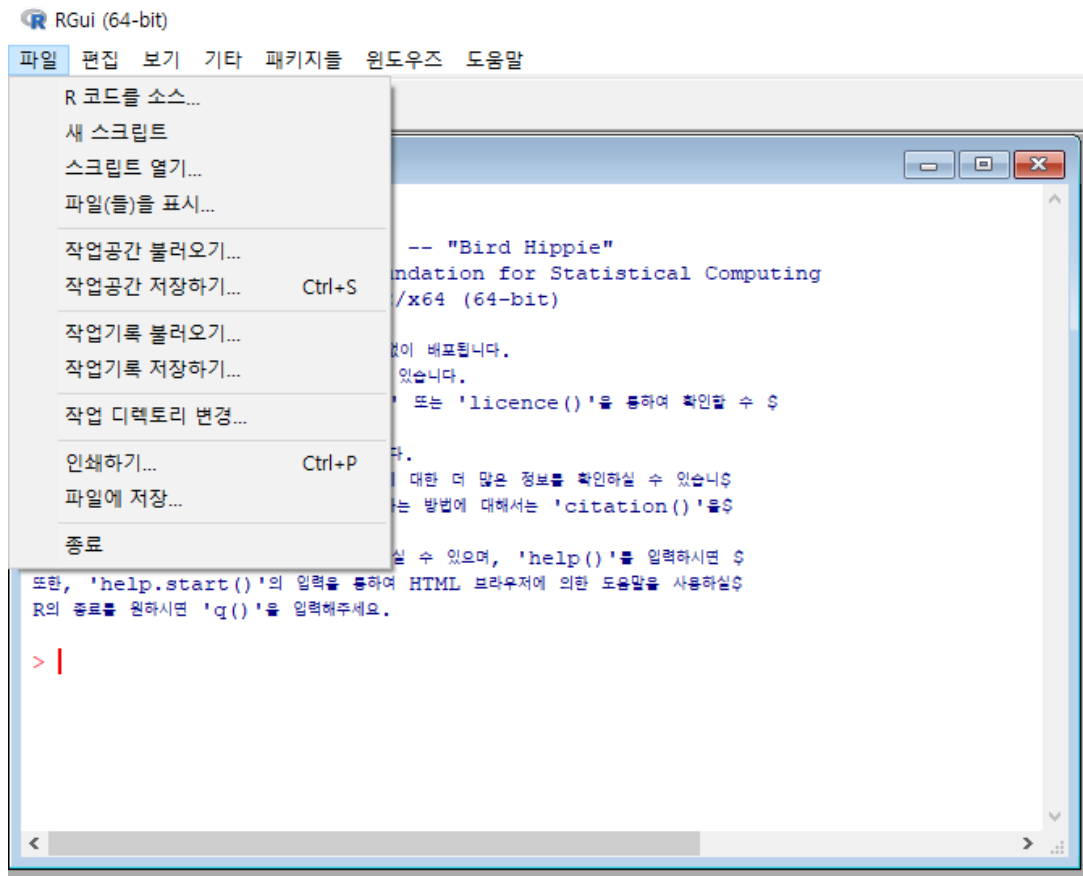 RGui (64-bit)
파일 편집 보기 기타 패키지들 윈도우즈 도움말
R 코드를 소스...
새 스크립트
스크립트 열기...
파일(들)을 표시...
작업공간 불러오기...
작업공간 저장하기... Ctrl+S
작업기록 불러오기...
작업기록 저장하기...
작업 디렉토리 변경...
인쇄하기... Ctrl+P
파일에 저장...
종료
-- "Bird Hippie"
ndation for Statistical Computing
/x64 (64-bit)
없이 배포됩니다.
있습니다.
' 또는 'licence()'을 통하여 확인할 수 $
다.
대한 더 많은 정보를 확인하실 수 있습니$
는 방법에 대해서는 'citation()'을$
실 수 있으며, 'help()'를 입력하시면 $
또한, 'help.start()'의 입력을 통하여 HTML 브라우저에 의한 도움말을 사용하실$
R의 종료를 원하시면 'q()'을 입력해주세요.
>